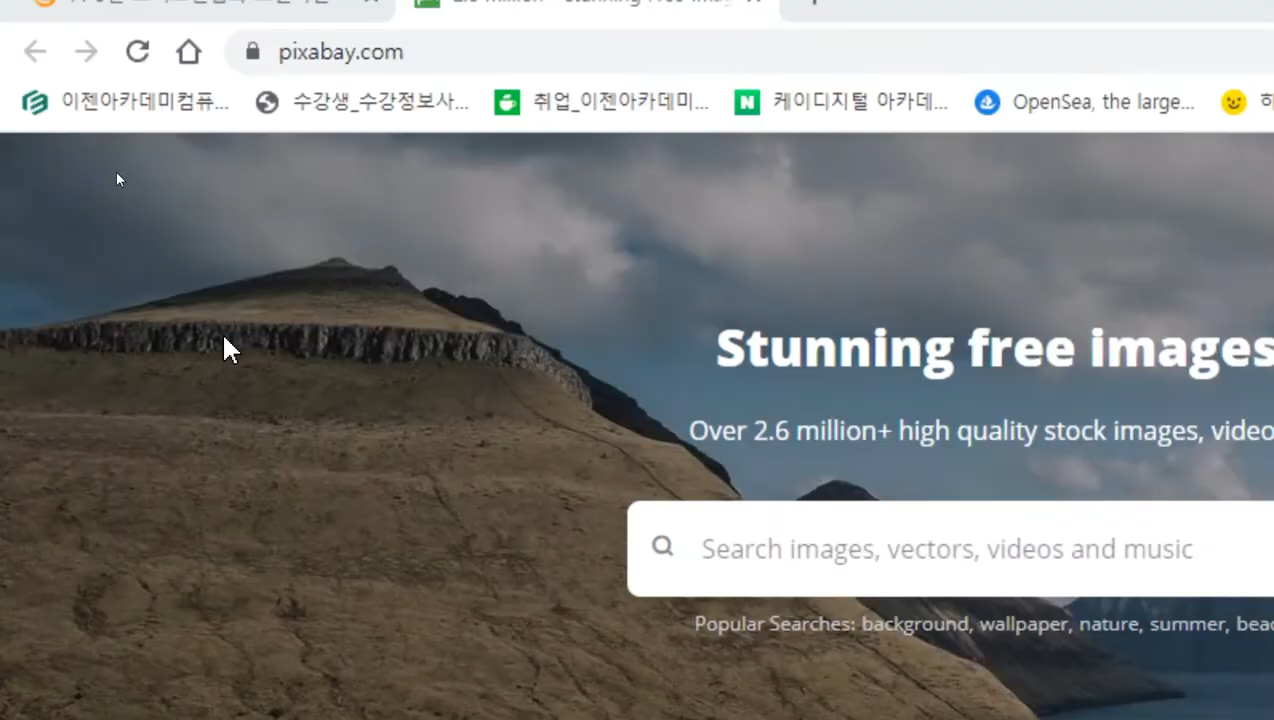 pixabay.com
이젠아카데미컴퓨... 수강생_수강정보사... 취업_이젠아카데미... N 케이디지털 아카데... OpenSea, the large...
Stunning free images
Over 2.6 million+ high quality stock images, video
Search images, vectors, videos and music
Popular Searches: background, wallpaper, nature, summer, beac